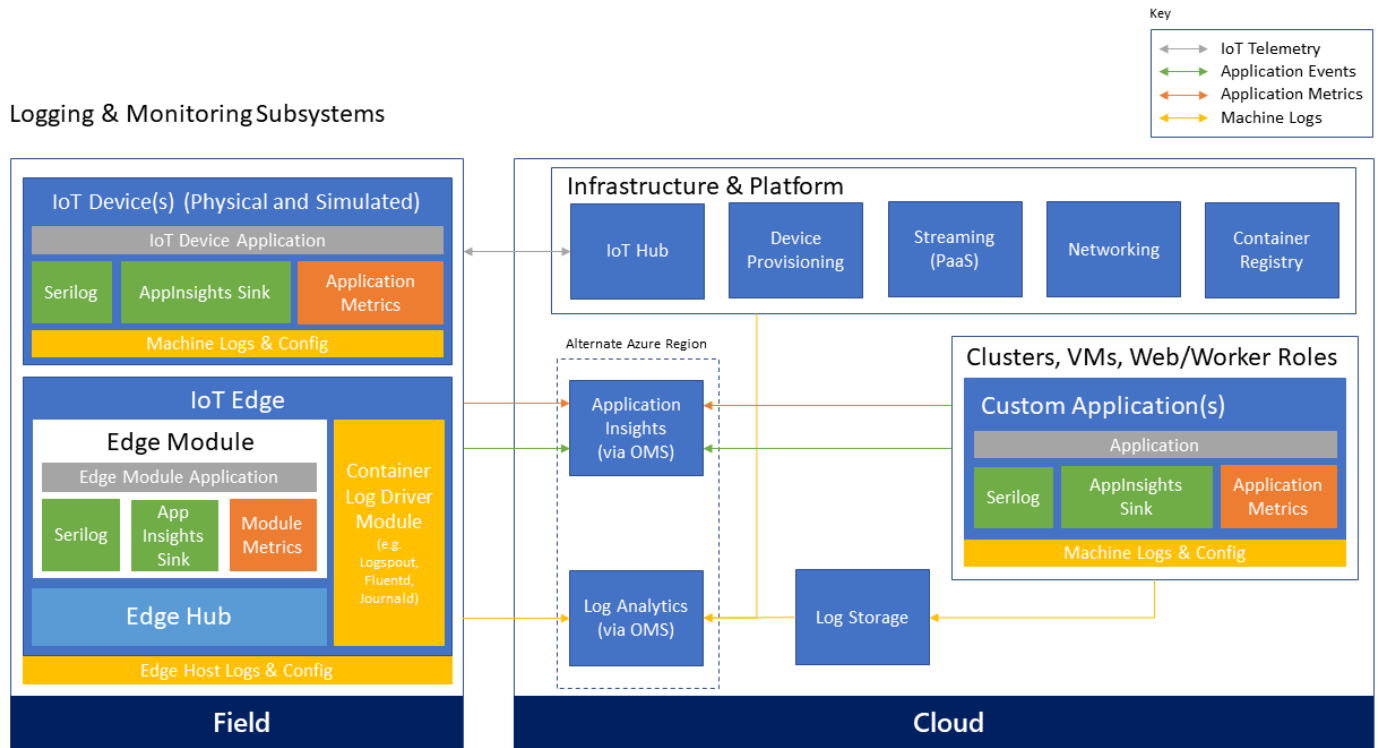 Key
IoT Telemetry
Application Events
Application Metrics
Machine Logs
Logging & Monitoring Subsystems
IoT Device(s) (Physical and Simulated)
IoT Device Application
Serilog
AppInsights Sink
Application
Metrics
Machine Logs & Config
IoT Edge
Edge Module
Edge Module Application
Serilog
App
Insights
Sink
Module
Metrics
Container
Log Driver
Module
(e.g.
Logspout,
Fluentd,
Journald)
Edge Hub
Edge Host Logs & Config
Field
Infrastructure & Platform
IoT Hub
Device
Provisioning
Streaming
(PaaS)
Networking
Container
Registry
Alternate Azure Region
Application
Insights
(via OMS)
Log Analytics
(via OMS)
Log Storage
Clusters, VMs, Web/Worker Roles
Custom Application(s)
Application
Serilog
AppInsights
Sink
Application
Metrics
Machine Logs & Config
Cloud